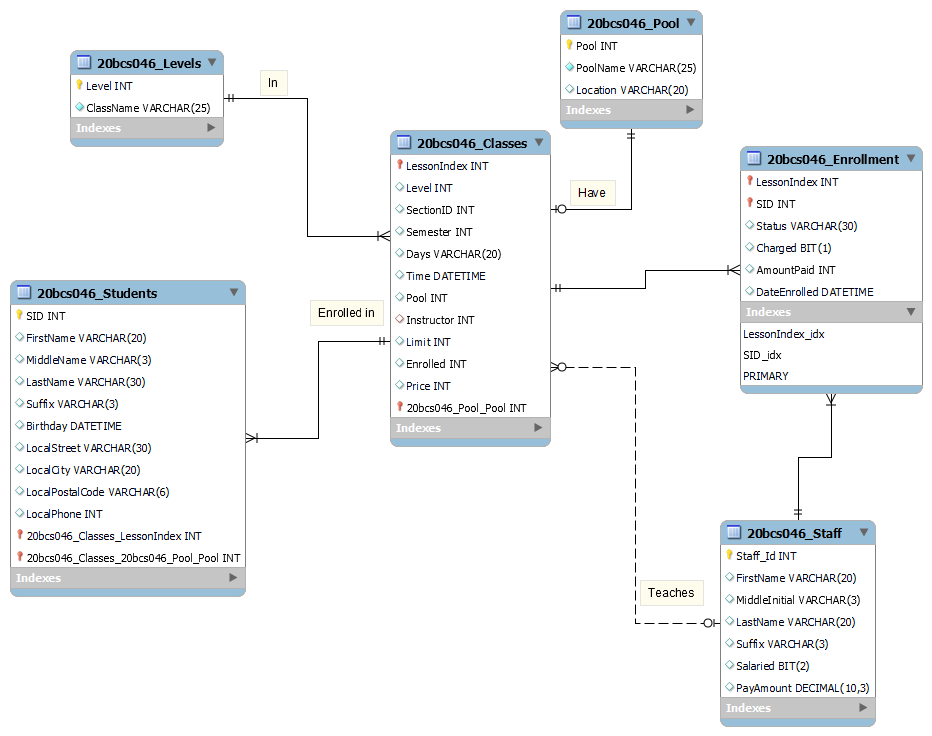 20bcs046_Levels
Level INT
ClassName VARCHAR(25)
Indexes
In
20bcs046_Pool
Pool INT
PoolName VARCHAR(25)
Location VARCHAR(20)
Indexes
Have
20bcs046_Classes
LessonIndex INT
Level INT
SectionID INT
Semester INT
Days VARCHAR(20)
Time DATETIME
Pool INT
Instructor INT
Limit INT
Enrolled INT
Price INT
20bcs046_Pool_Pool INT
Indexes
20bcs046_Enrollment
LessonIndex INT
SID INT
Status VARCHAR(30)
Charged BIT(1)
AmountPaid INT
DateEnrolled DATETIME
Indexes
LessonIndex_idx
SID_idx
PRIMARY
20bcs046_Students
SID INT
FirstName VARCHAR(20)
MiddleName VARCHAR(3)
LastName VARCHAR(30)
Suffix VARCHAR(3)
Birthday DATETIME
LocalStreet VARCHAR(30)
LocalCity VARCHAR(20)
LocalPostalCode VARCHAR(6)
LocalPhone INT
20bcs046_Classes_LessonIndex INT
20bcs046_Classes_20bcs046_Pool_Pool INT
Indexes
Enrolled in
20bcs046_Staff
Staff_Id INT
FirstName VARCHAR(20)
MiddleInitial VARCHAR(3)
LastName VARCHAR(20)
Suffix VARCHAR(3)
Salaried BIT(2)
PayAmount DECIMAL(10,3)
Indexes
Teaches